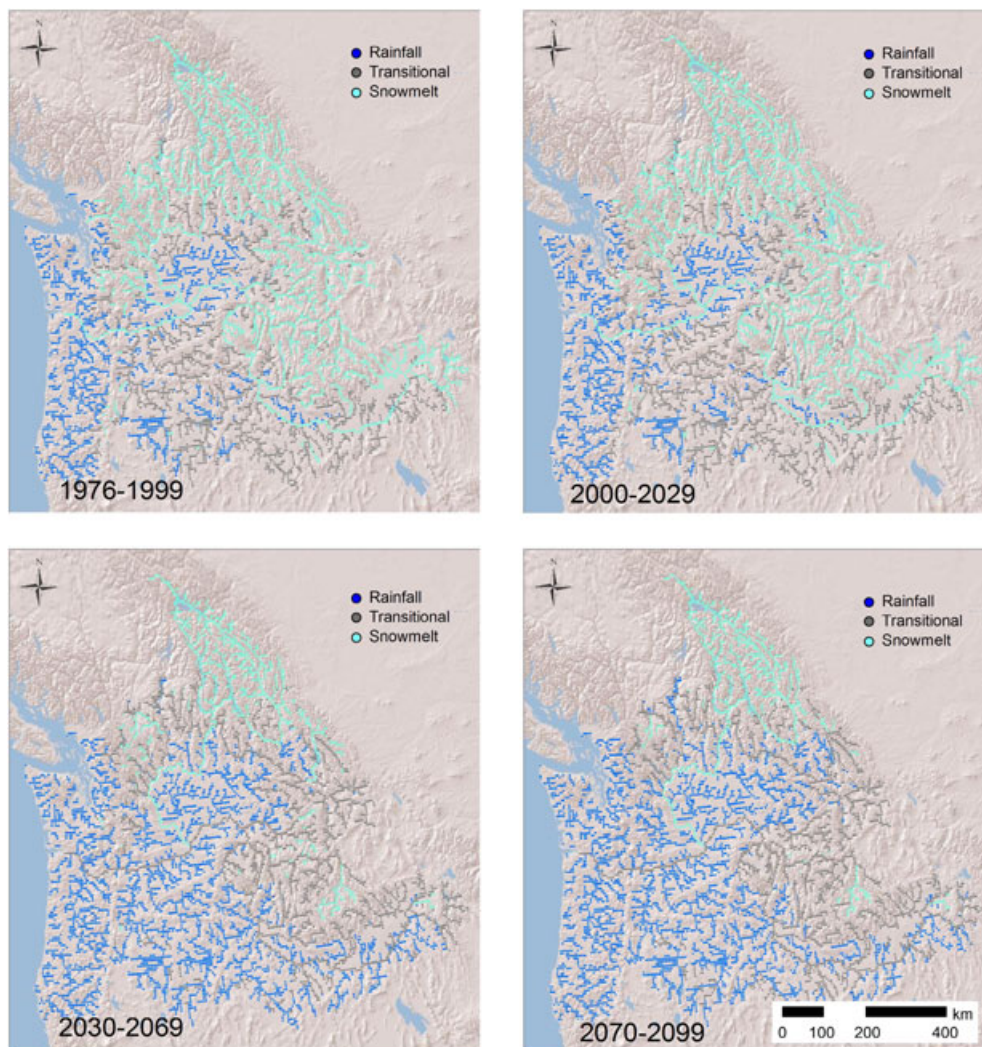 N
Rainfall
Transitional
Snowmelt
1976-1999
N
Rainfall
Transitional
Snowmelt
2000-2029
N
Rainfall
Transitional
Snowmelt
2030-2069
N
Rainfall
Transitional
Snowmelt
2070-2099
km
0 100 200 400